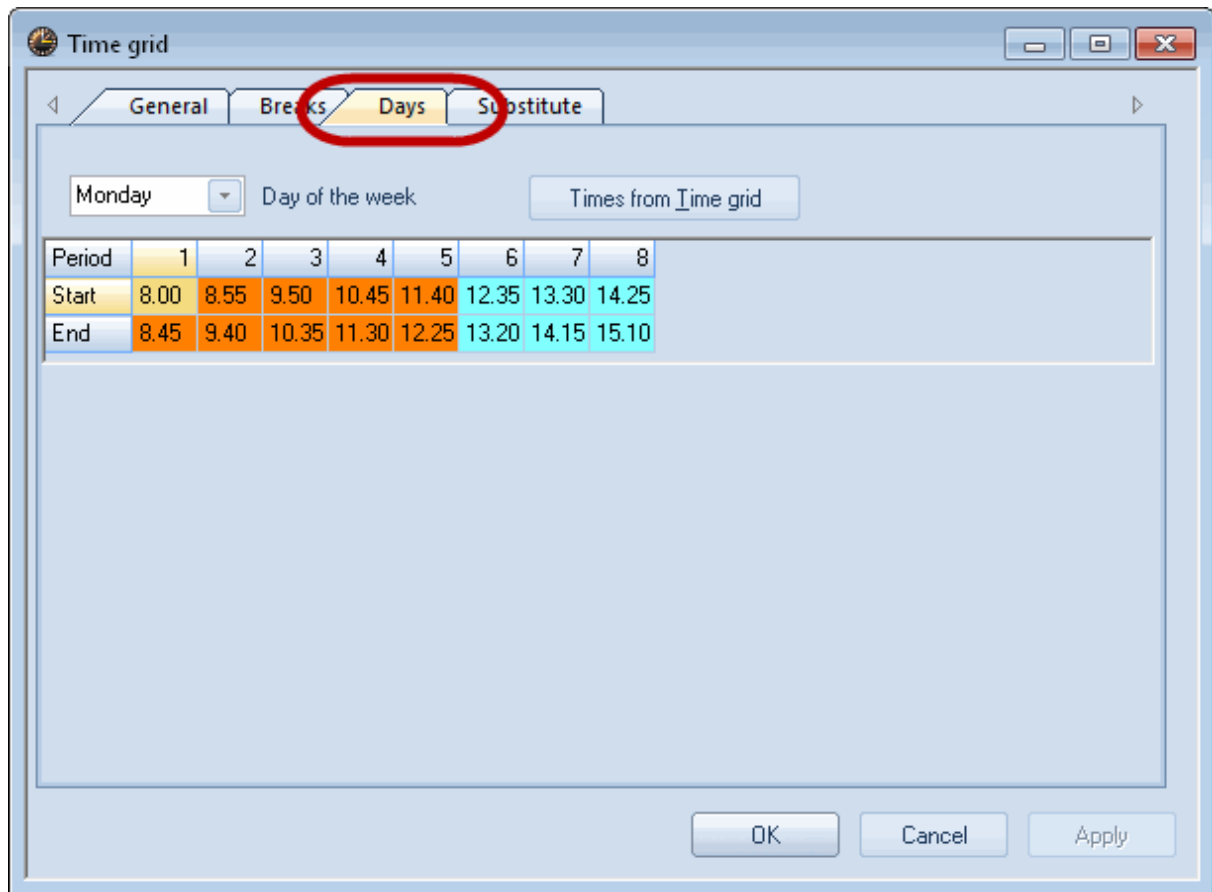 Time grid
General Breaks Days Substitute
Monday Day of the week Times from Time grid
Period 1 2 3 4 5 6 7 8
Start 8.00 8.55 9.50 10.45 11.40 12.35 13.30 14.25
End 8.45 9.40 10.35 11.30 12.25 13.20 14.15 15.10
OK Cancel Apply